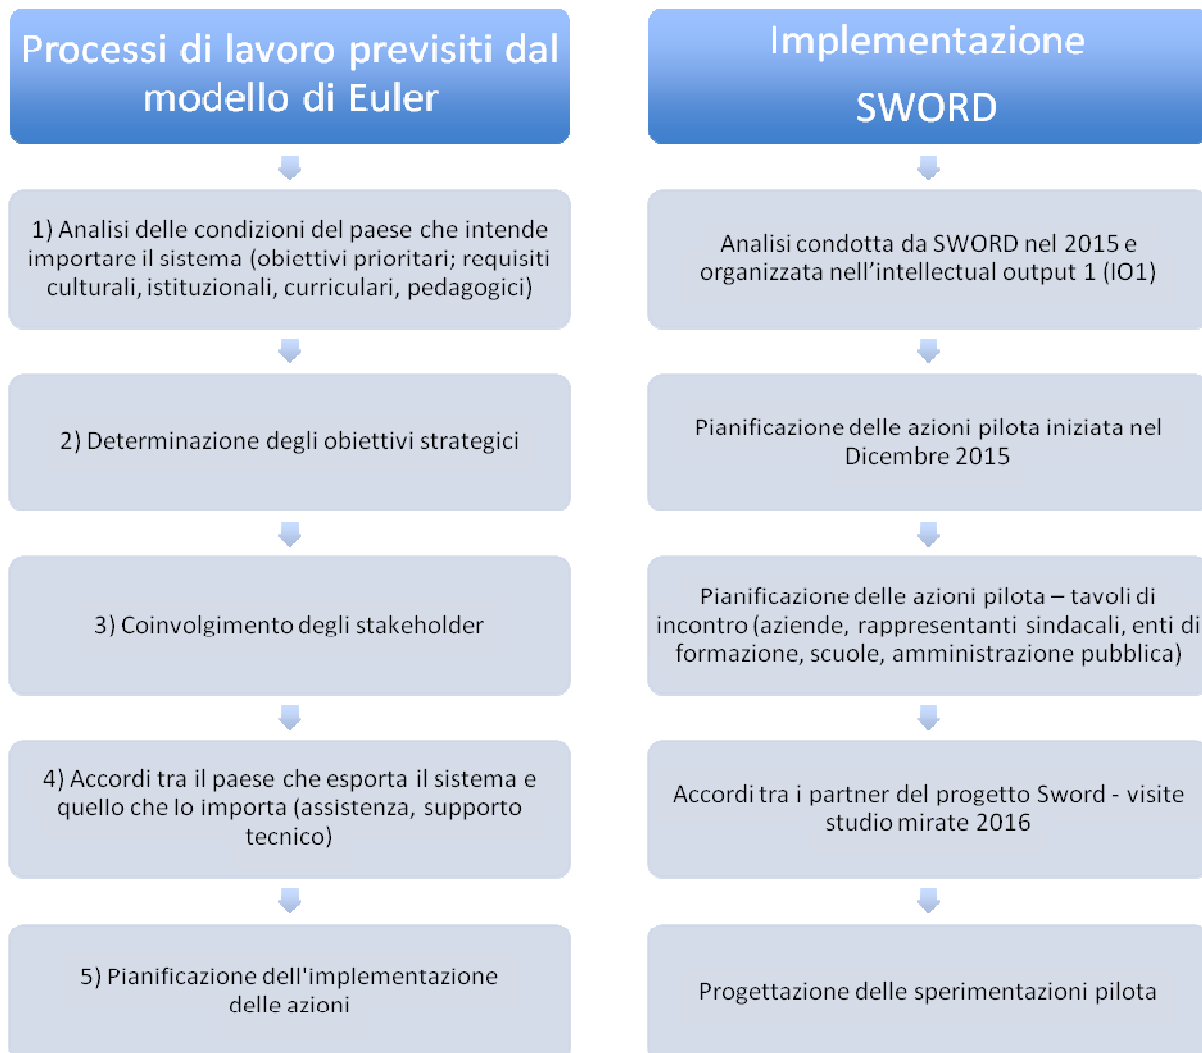 Processi di lavoro previsiti dal
modello di Euler
1) Analisi delle condizioni del paese che intende
importare il sistema (obiettivi prioritari; requisiti
culturali, istituzionali, curriculari, pedagogici)
2) Determinazione degli obiettivi strategici
3) Coinvolgimento degli stakeholder
4) Accordi tra il paese che esporta il sistema e
quello che lo importa (assistenza, supporto
tecnico)
5) Pianificazione dell'implementazione
delle azioni
Implementazione
SWORD
Analisi condotta da SWORD nel 2015 e
organizzata nell’intellectual output 1 (IO1)
Pianificazione delle azioni pilota iniziata nel
Dicembre 2015
Pianificazione delle azioni pilota – tavoli di
incontro (aziende, rappresentanti sindacali, enti di
formazione, scuole, amministrazione pubblica)
Accordi tra i partner del progetto Sword - visite
studio mirate 2016
Progettazione delle sperimentazioni pilota